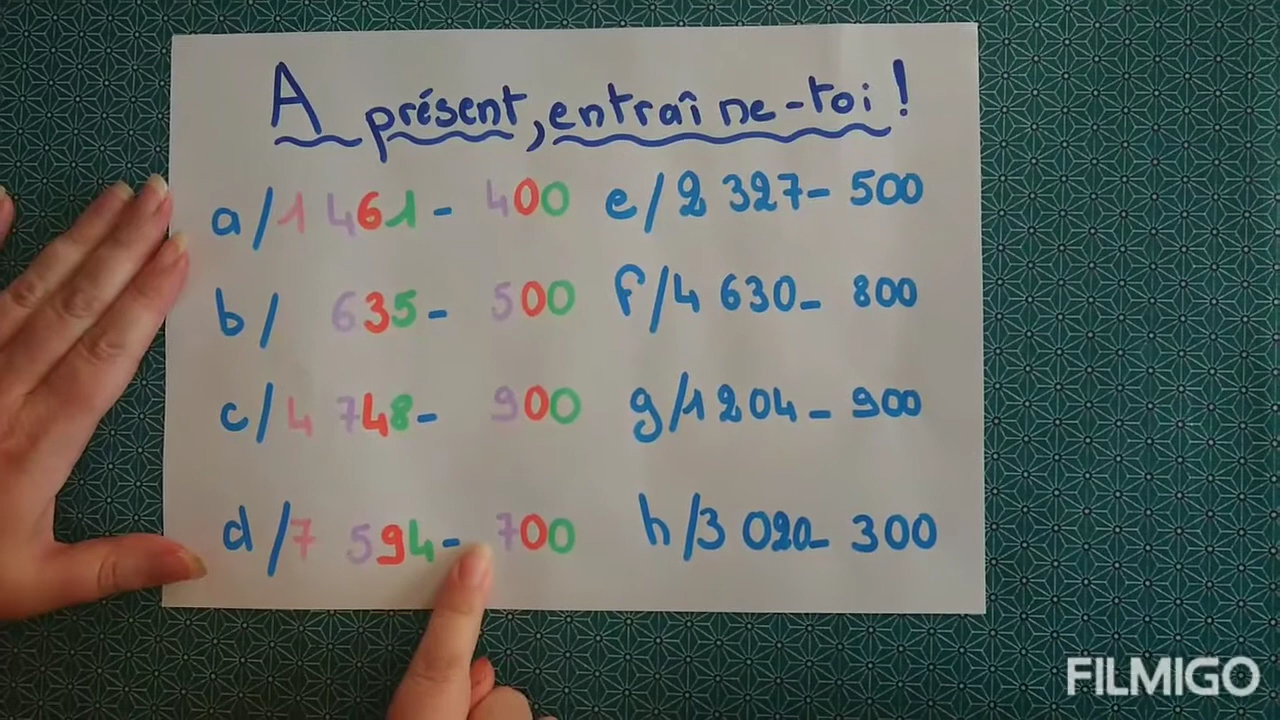 A présent, entraîne-toi !
a/ 1 461 - 400
b/ 635 - 500
c/ 4 748 - 900
d/ 7 594 - 700
e/ 2 327 - 500
f/ 4 630 - 800
g/ 1 204 - 900
h/ 3 020 - 300
FILMIGO